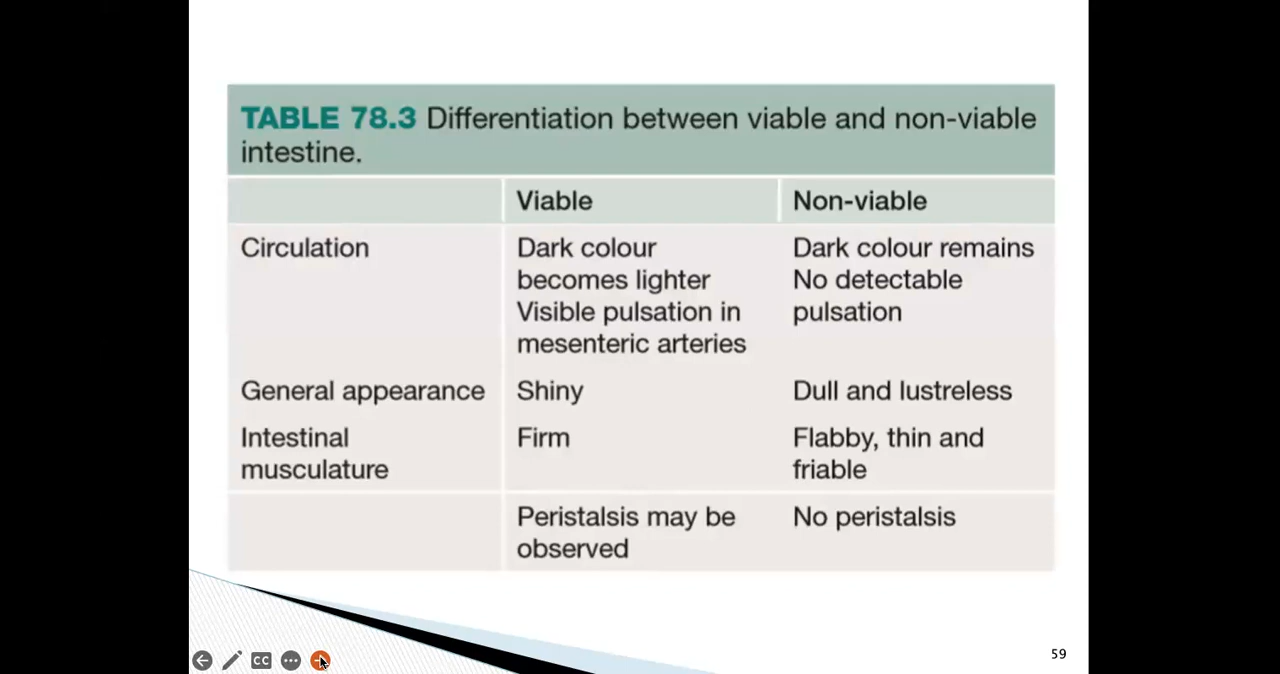 TABLE 78.3 Differentiation between viable and non-viable
intestine.
Viable
Non-viable
Circulation
Dark colour
becomes lighter
Visible pulsation in
mesenteric arteries
Dark colour remains
No detectable
pulsation
General appearance
Shiny
Dull and lustreless
Intestinal
musculature
Firm
Flabby, thin and
friable
Peristalsis may be
observed
No peristalsis
CC
59